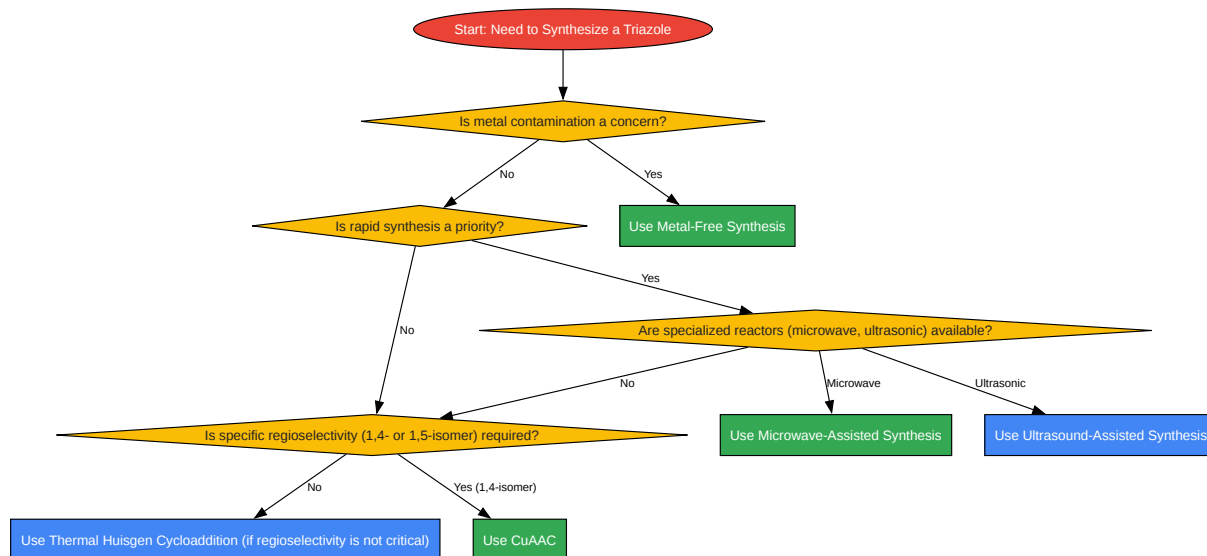 Start: Need to Synthesize a Triazole
Is metal contamination a concern?
No
Yes
Is rapid synthesis a priority?
Use Metal-Free Synthesis
Yes
No
Are specialized reactors (microwave, ultrasonic) available?
No
Microwave
Ultrasonic
Is specific regioselectivity (1,4- or 1,5-isomer) required?
Use Microwave-Assisted Synthesis
Use Ultrasound-Assisted Synthesis
No
Yes (1,4-isomer)
Use Thermal Huisgen Cycloaddition (if regioselectivity is not critical)
Use CuAAC